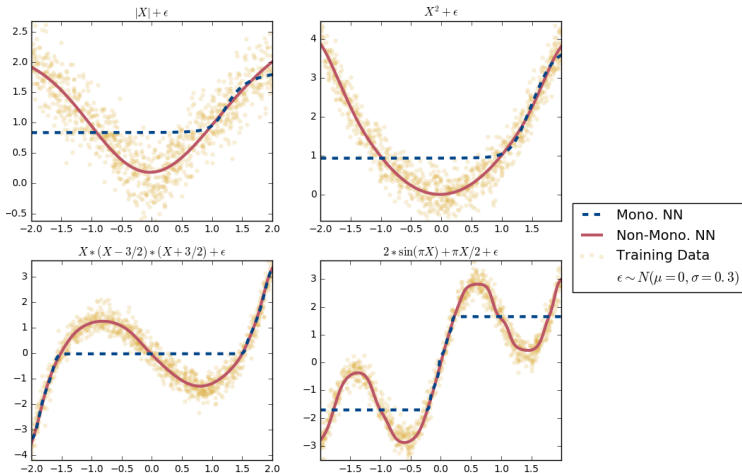 |X| + ϵ
2.5
2.0
1.5
1.0
0.5
0.0
−0.5
−2.0 −1.5 −1.0 −0.5 0.0 0.5 1.0 1.5 2.0
X² + ϵ
4
3
2
1
0
−2.0 −1.5 −1.0 −0.5 0.0 0.5 1.0 1.5
X ∗ (X − 3/2) ∗ (X + 3/2) + ϵ
3
2
1
0
−1
−2
−3
−4
−2.0 −1.5 −1.0 −0.5 0.0 0.5 1.0 1.5 2.0
2 ∗ sin(πX) + πX/2 + ϵ
3
2
1
0
−1
−2
−3
−1.5 −1.0 −0.5 0.0 0.5 1.0 1.5
Mono. NN
Non-Mono. NN
Training Data
ϵ ∼ N(μ = 0, σ = 0.3)